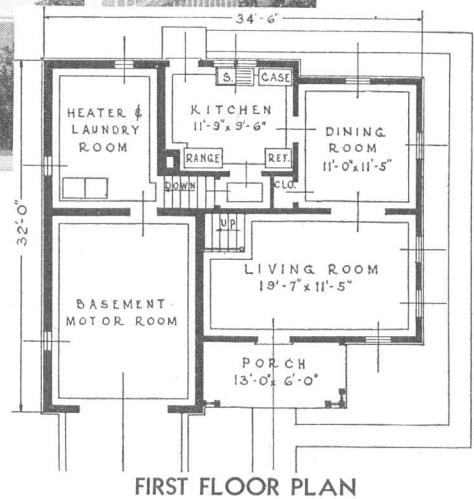 34'-6"
S.
CASE
KITCHEN
11'-9" x 9'-6"
HEATER &
LAUNDRY
ROOM
DINING
ROOM
11'-0" x 11'-5"
RANGE
REF.
DOWN
CLO.
32'-0"
UP
LIVING ROOM
19'-7" x 11'-5"
BASEMENT
MOTOR ROOM
PORCH
13'-0" x 6'-0"
FIRST FLOOR PLAN